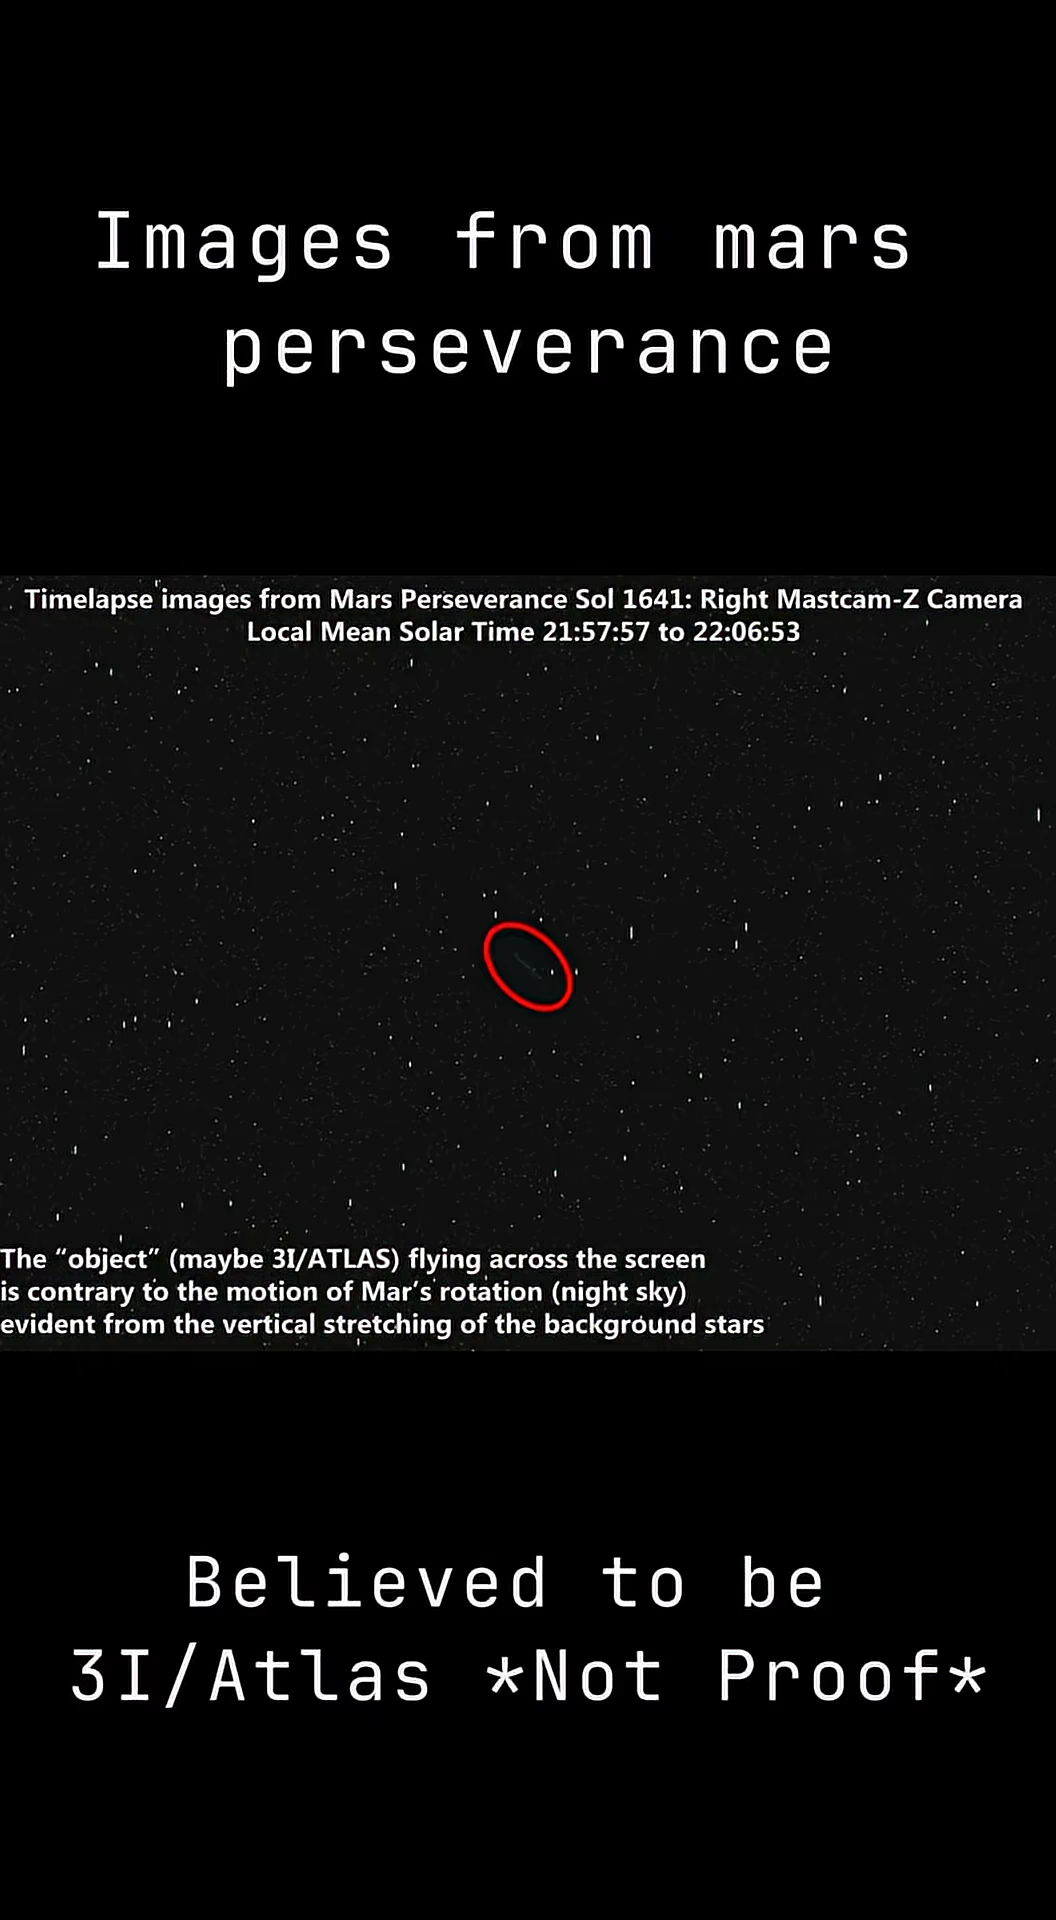 Images from mars
perseverance
Timelapse images from Mars Perseverance Sol 1641: Right Mastcam-Z Camera
Local Mean Solar Time 21:57:57 to 22:06:53
The “object” (maybe 3I/ATLAS) flying across the screen
is contrary to the motion of Mar’s rotation (night sky)
evident from the vertical stretching of the background stars
Believed to be
3I/Atlas *Not Proof*